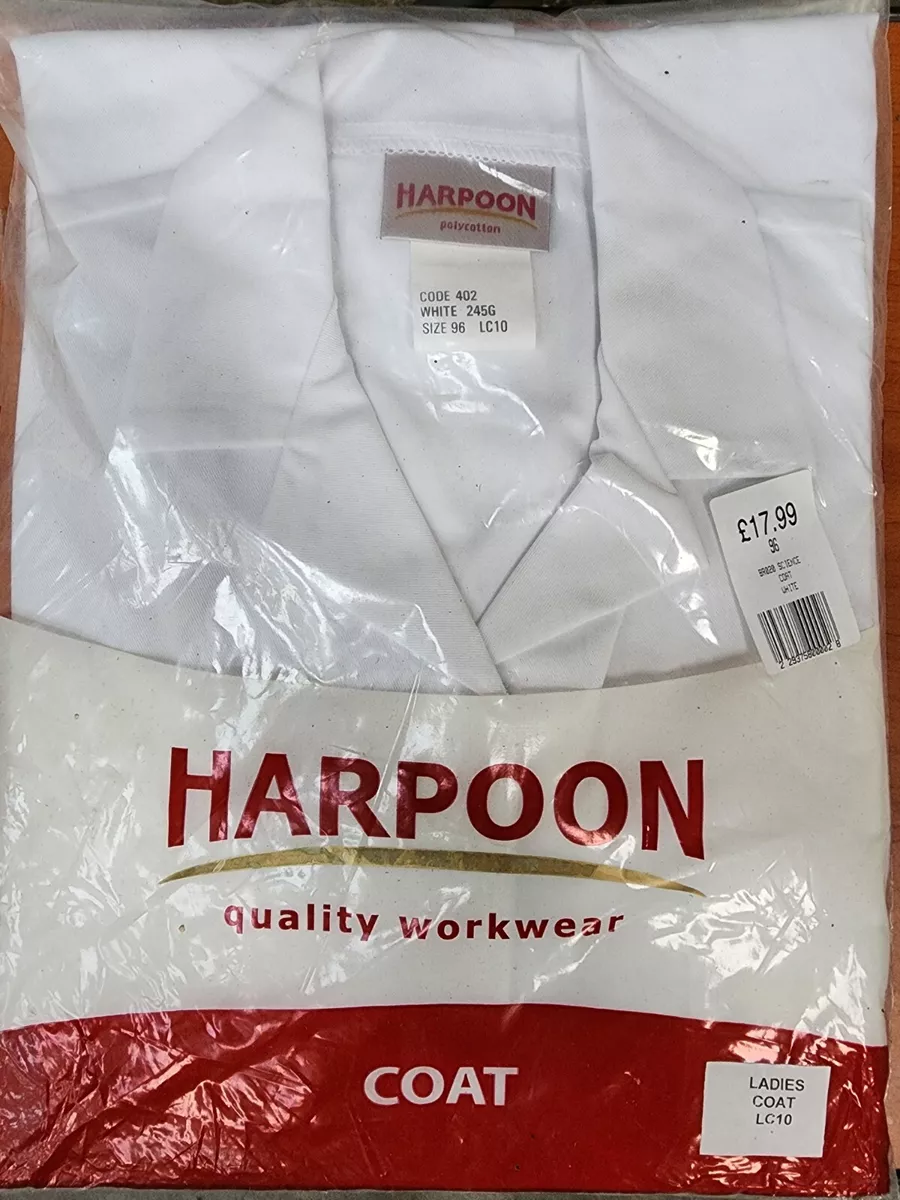 HARPOON
polycotton
CODE 402
WHITE 245G
SIZE 96 LC10
£17.99
96
BR020 SCIENCE
COAT
WHITE
HARPOON
quality workwear
COAT
LADIES
COAT
LC10